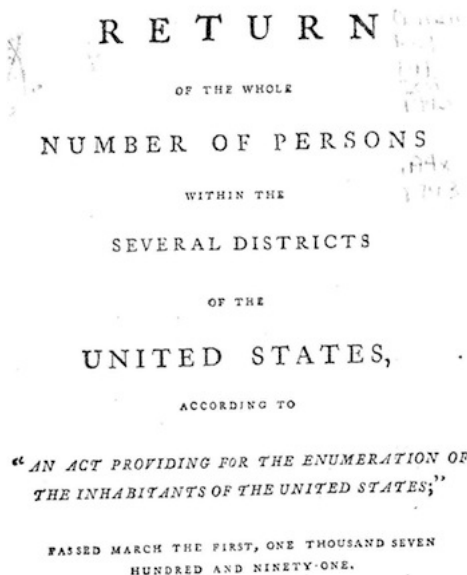 RETURN
OF THE WHOLE
NUMBER OF PERSONS
WITHIN THE
SEVERAL DISTRICTS
OF THE
UNITED STATES,
ACCORDING TO
"AN ACT PROVIDING FOR THE ENUMERATION OF
THE INHABITANTS OF THE UNITED STATES;"
PASSED MARCH THE FIRST, ONE THOUSAND SEVEN
HUNDRED AND NINETY-ONE.